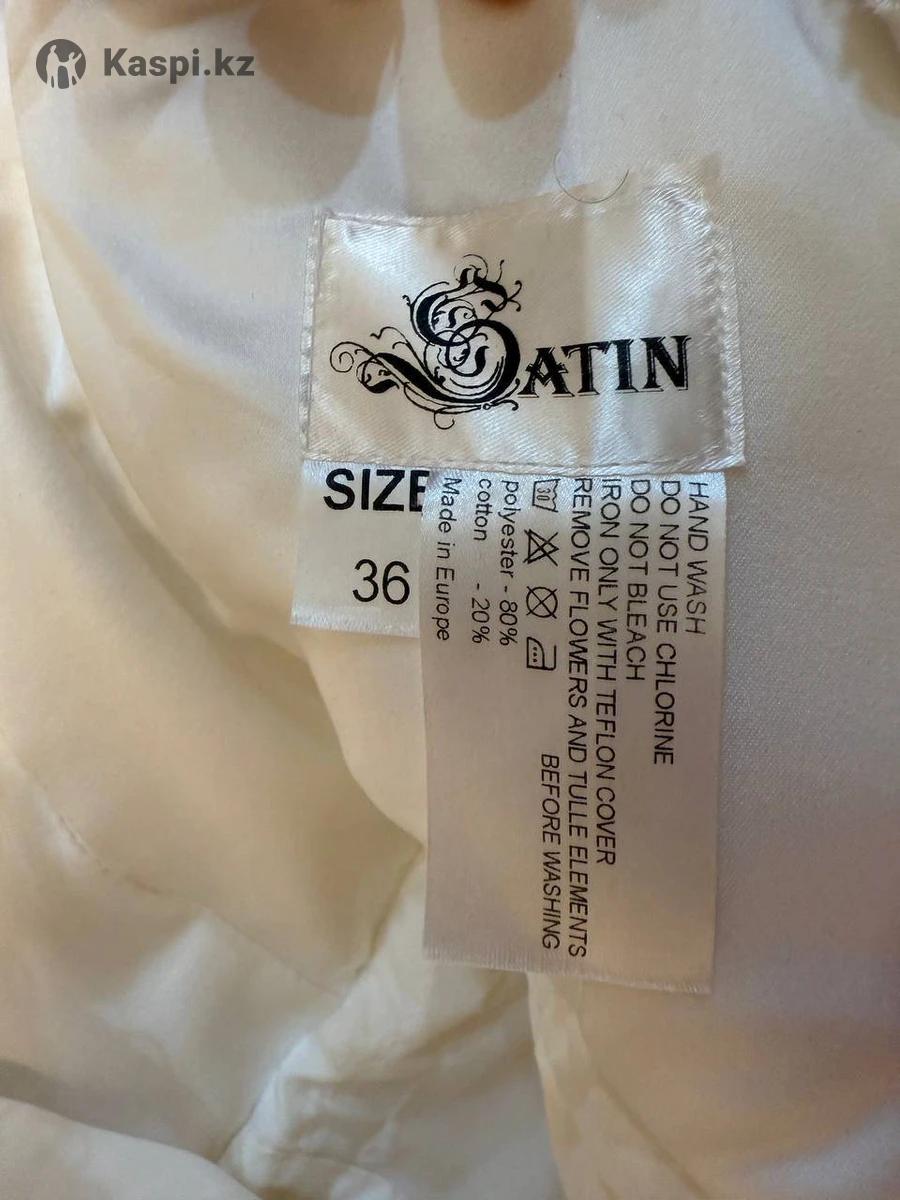 Kaspi.kz
SATIN
SIZE
36
HAND WASH
DO NOT USE CHLORINE
DO NOT BLEACH
IRON ONLY WITH TEFLON COVER
REMOVE FLOWERS AND TULLE ELEMENTS
BEFORE WASHING
30
polyester - 80%
cotton - 20%
Made in Europe